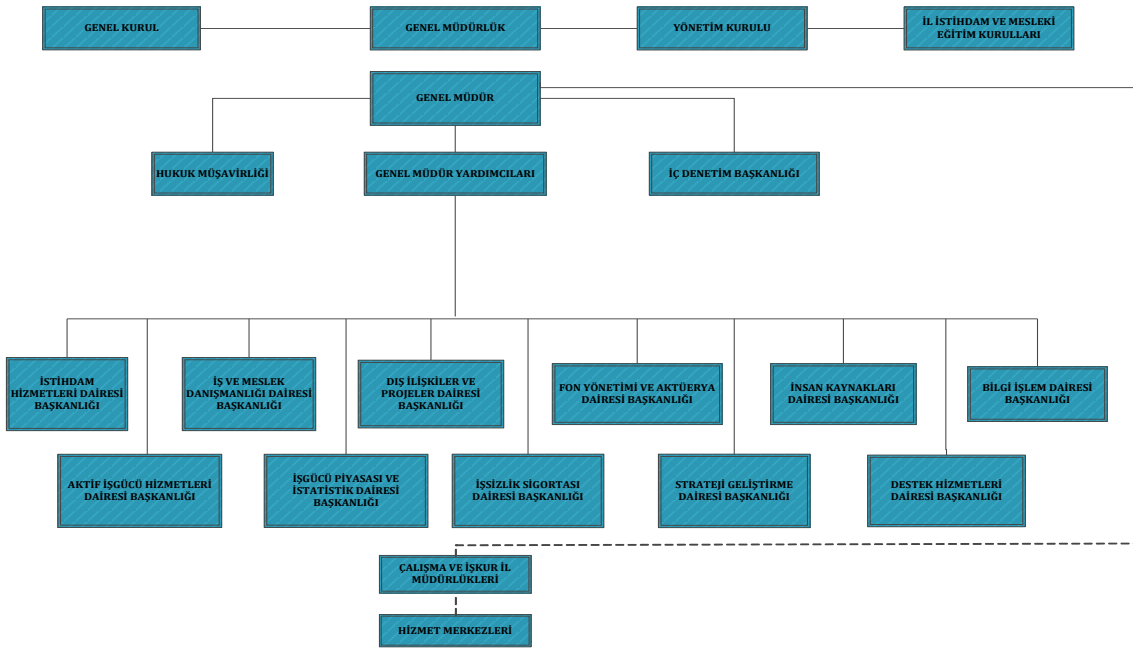 GENEL KURUL
GENEL MÜDÜRLÜK
YÖNETİM KURULU
İL İSTİHDAM VE MESLEKİ
EĞİTİM KURULLARI
GENEL MÜDÜR
HUKUK MÜŞAVİRLİĞİ
GENEL MÜDÜR YARDIMCILARI
İÇ DENETİM BAŞKANLIĞI
İSTİHDAM
HİZMETLERİ DAİRESİ
BAŞKANLIĞI
İŞ VE MESLEK
DANIŞMANLIĞI DAİRESİ
BAŞKANLIĞI
DIŞ İLİŞKİLER VE
PROJELER DAİRESİ
BAŞKANLIĞI
FON YÖNETİMİ VE AKTÜERYA
DAİRESİ BAŞKANLIĞI
İNSAN KAYNAKLARI
DAİRESİ BAŞKANLIĞI
BİLGİ İŞLEM DAİRESİ
BAŞKANLIĞI
AKTİF İŞGÜCÜ HİZMETLERİ
DAİRESİ BAŞKANLIĞI
İŞGÜCÜ PİYASASI VE
İSTATİSTİK DAİRESİ
BAŞKANLIĞI
İŞSİZLİK SİGORTASI
DAİRESİ BAŞKANLIĞI
STRATEJİ GELİŞTİRME
DAİRESİ BAŞKANLIĞI
DESTEK HİZMETLERİ
DAİRESİ BAŞKANLIĞI
ÇALIŞMA VE İŞKUR İL
MÜDÜRLÜKLERİ
HİZMET MERKEZLERİ